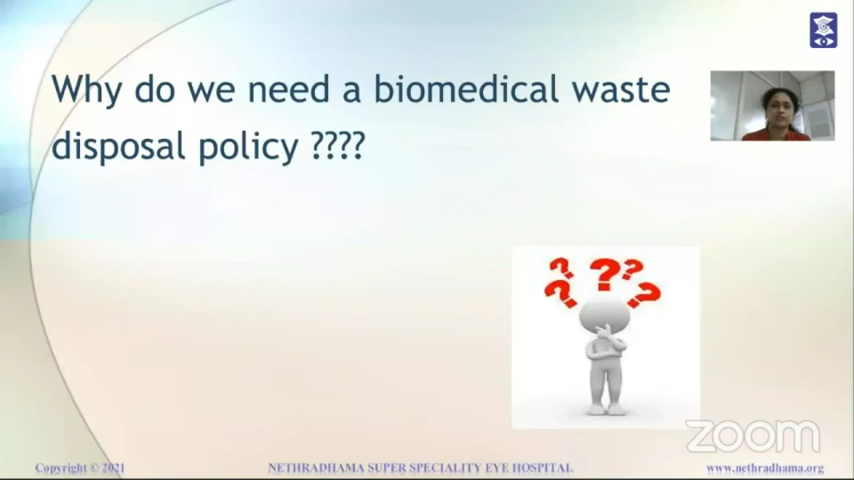 Why do we need a biomedical waste
disposal policy ????
? ? ? ? ?
zoom
Copyright © 2021
NETHRADHAMA SUPER SPECIALITY EYE HOSPITAL
www.nethradhama.org